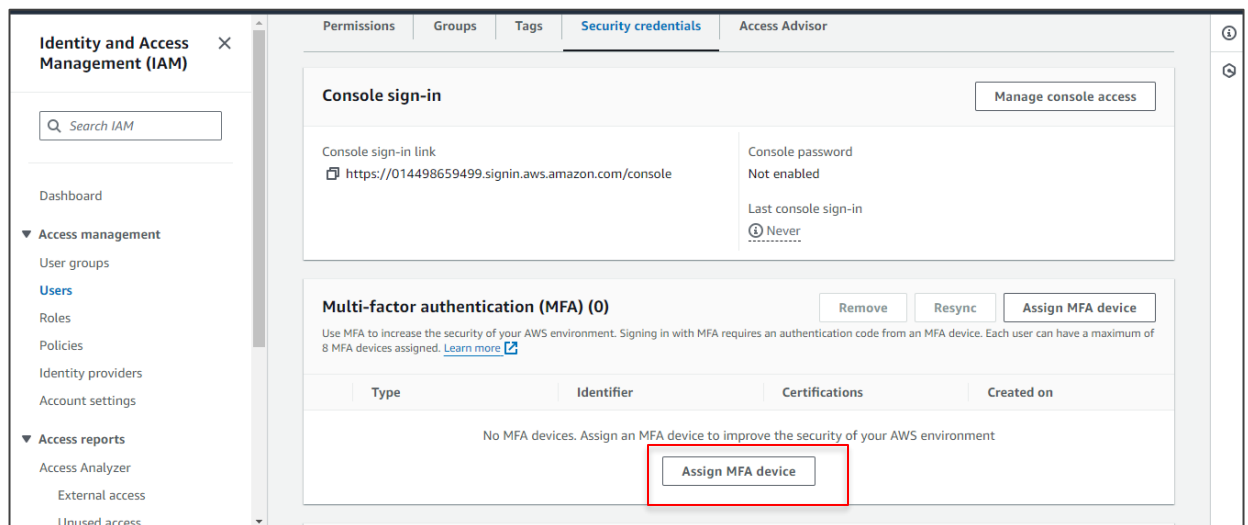 Identity and Access
Management (IAM)
Search IAM
Dashboard
Access management
User groups
Users
Roles
Policies
Identity providers
Account settings
Access reports
Access Analyzer
External access
Unused access
Permissions Groups Tags Security credentials Access Advisor
Console sign-in
Manage console access
Console sign-in link
https://014498659499.signin.aws.amazon.com/console
Console password
Not enabled
Last console sign-in
Never
Multi-factor authentication (MFA) (0)
Remove Resync Assign MFA device
Use MFA to increase the security of your AWS environment. Signing in with MFA requires an authentication code from an MFA device. Each user can have a maximum of
8 MFA devices assigned. Learn more
Type Identifier Certifications Created on
No MFA devices. Assign an MFA device to improve the security of your AWS environment
Assign MFA device